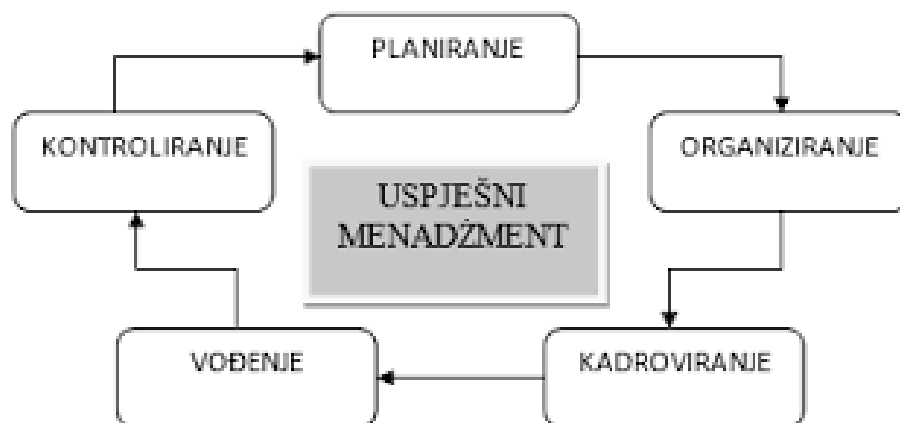 PLANIRANJE
KONTROLIRANJE
ORGANIZIRANJE
USPJEŠNI
MENADŽMENT
VOĐENJE
KADROVIRANJE